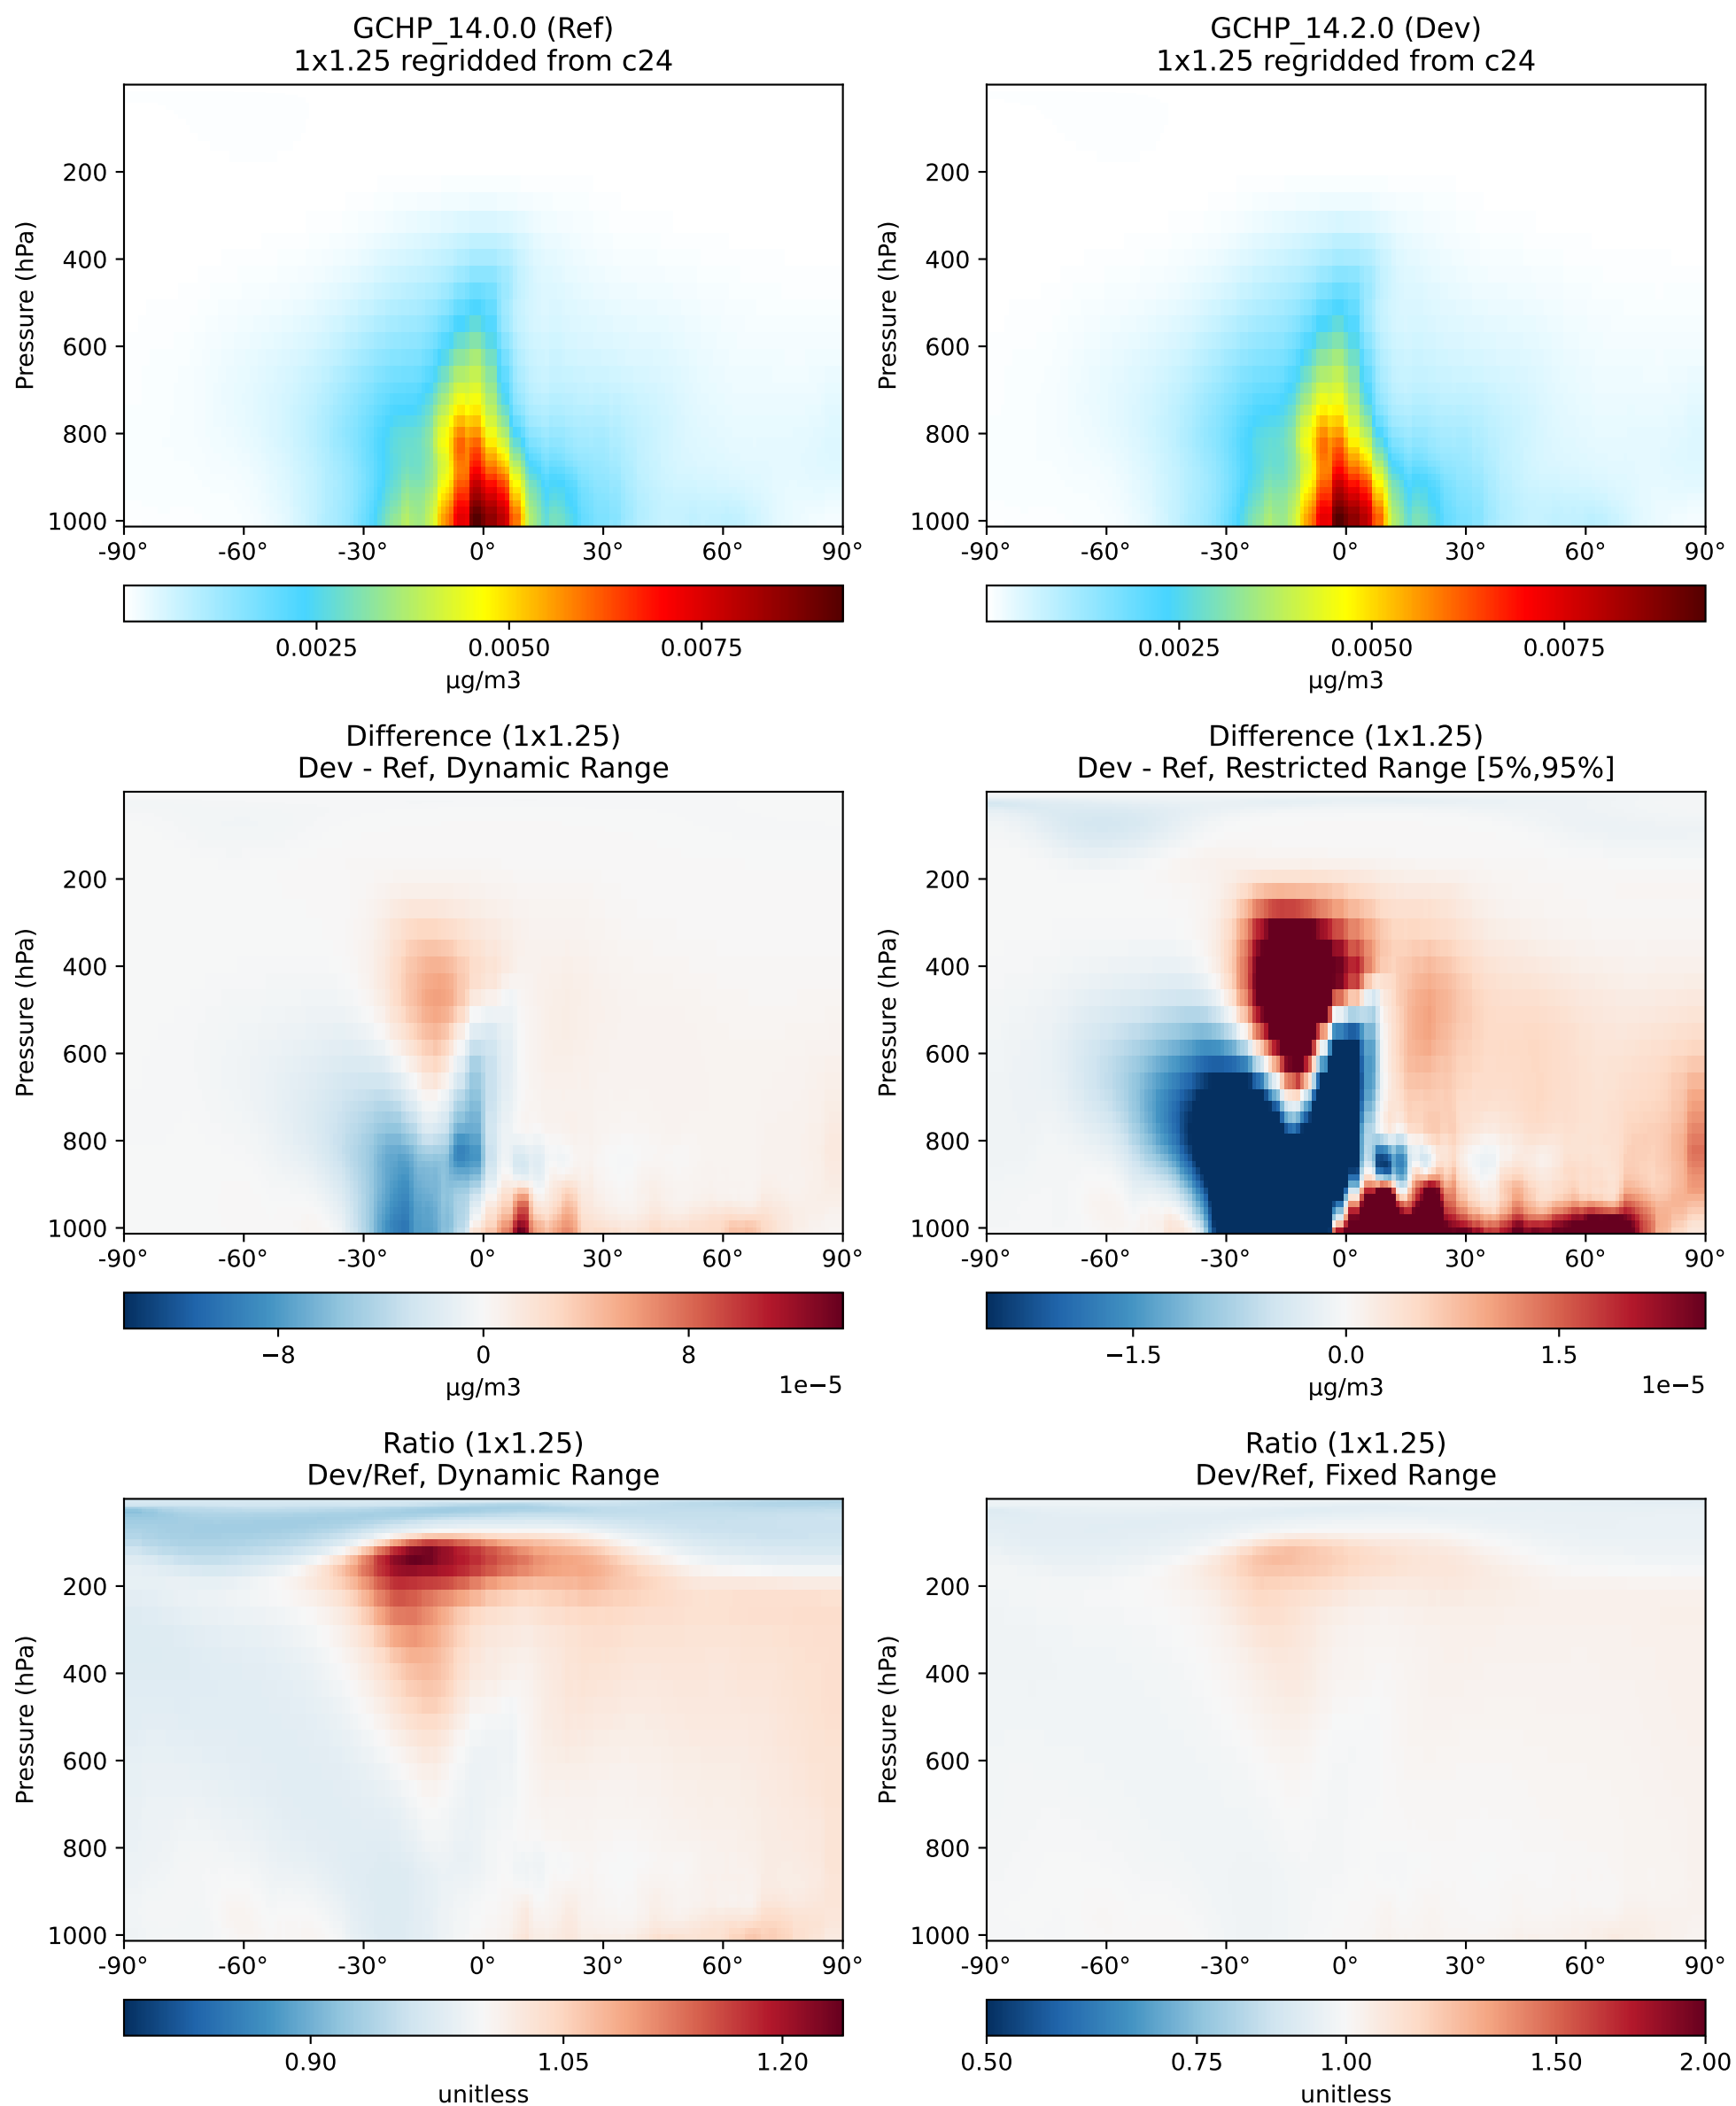 GCHP_14.0.0 (Ref)
1x1.25 regridded from c24
Pressure (hPa)
200
400
600
800
1000
-90° -60° -30° 0° 30° 60° 90°
0.0025 0.0050 0.0075
μg/m3
GCHP_14.2.0 (Dev)
1x1.25 regridded from c24
Pressure (hPa)
200
400
600
800
1000
-90° -60° -30° 0° 30° 60° 90°
0.0025 0.0050 0.0075
μg/m3
Difference (1x1.25)
Dev - Ref, Dynamic Range
Pressure (hPa)
200
400
600
800
1000
-90° -60° -30° 0° 30° 60° 90°
−8 0 8
μg/m3
1e−5
Difference (1x1.25)
Dev - Ref, Restricted Range [5%,95%]
Pressure (hPa)
200
400
600
800
1000
-90° -60° -30° 0° 30° 60° 90°
−1.5 0.0 1.5
μg/m3
1e−5
Ratio (1x1.25)
Dev/Ref, Dynamic Range
Pressure (hPa)
200
400
600
800
1000
-90° -60° -30° 0° 30° 60° 90°
0.90 1.05 1.20
unitless
Ratio (1x1.25)
Dev/Ref, Fixed Range
Pressure (hPa)
200
400
600
800
1000
-90° -60° -30° 0° 30° 60° 90°
0.50 0.75 1.00 1.50 2.00
unitless